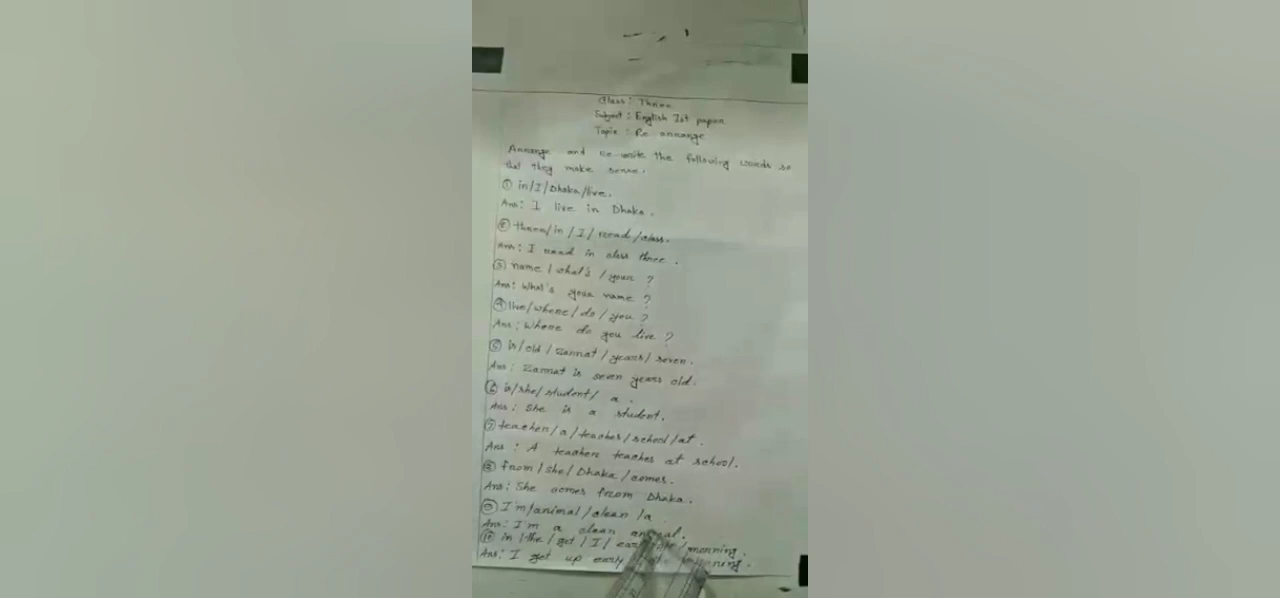 Class: Three
Subject: English 1st paper
Topic: Re arrange
Arrange and re-write the following words so
that they make sense.
① in/I/Dhaka/live.
Ans: I live in Dhaka.
② three/in/I/read/class.
Ans: I read in class three.
③ name/what's/your?
Ans: What's your name?
④ live/where/do/you?
Ans: Where do you live?
⑤ is/old/Zannat/years/seven.
Ans: Zannat is seven years old.
⑥ is/she/student/a.
Ans: She is a student.
⑦ teacher/a/teaches/school/at.
Ans: A teacher teaches at school.
⑧ from/she/Dhaka/comes.
Ans: She comes from Dhaka.
⑨ I'm/animal/clean/a.
Ans: I'm a clean animal.
⑩ in/the/get/I/ /morning.
Ans: I get up early morning.